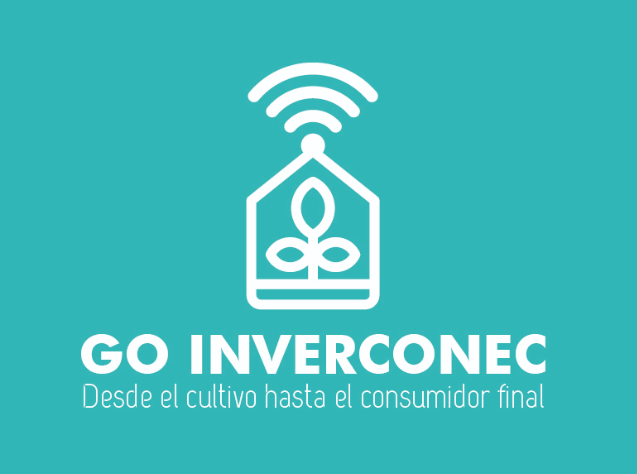 GO INVERCONEC
Desde el cultivo hasta el consumidor final